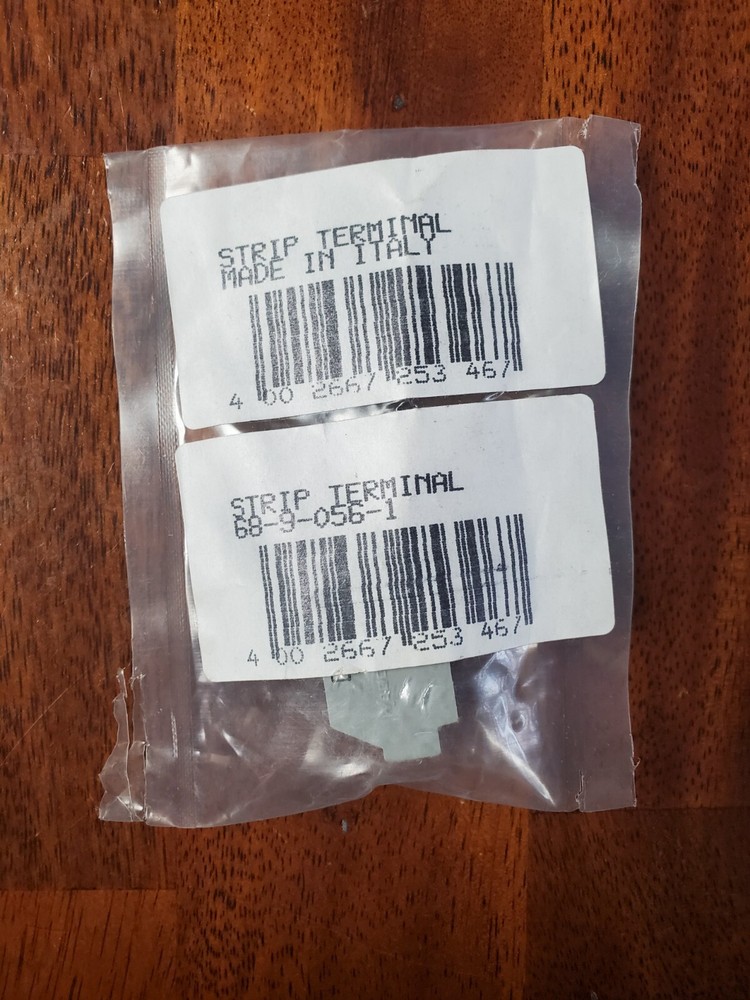 STRIP TERMINAL
MADE IN ITALY
4 00 2667 253 467
STRIP TERMINAL
68-9-056-1
4 00 2667 253 467